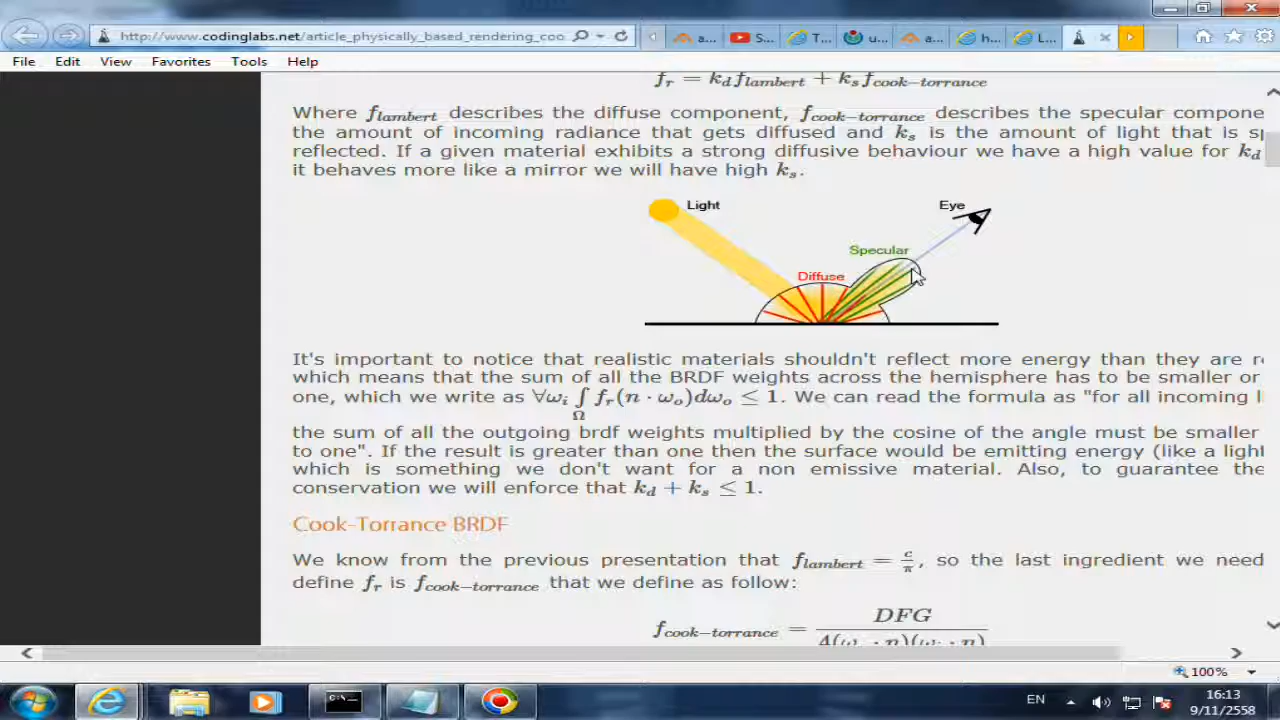 http://www.codinglabs.net/article_physically_based_rendering_coo
a...
S...
T...
u...
a...
h...
L...
File Edit View Favorites Tools Help
f_r = k_d f_lambert + k_s f_cook−torrance
Where f_lambert describes the diffuse component, f_cook−torrance describes the specular compone
the amount of incoming radiance that gets diffused and k_s is the amount of light that is sp
reflected. If a given material exhibits a strong diffusive behaviour we have a high value for k_d
it behaves more like a mirror we will have high k_s.
Light
Eye
Specular
Diffuse
It's important to notice that realistic materials shouldn't reflect more energy than they are r
which means that the sum of all the BRDF weights across the hemisphere has to be smaller or
one, which we write as ∀ω_i ∫_Ω f_r(n · ω_o)dω_o ≤ 1. We can read the formula as "for all incoming l
the sum of all the outgoing brdf weights multiplied by the cosine of the angle must be smaller
to one". If the result is greater than one then the surface would be emitting energy (like a light
which is something we don't want for a non emissive material. Also, to guarantee the
conservation we will enforce that k_d + k_s ≤ 1.
Cook-Torrance BRDF
We know from the previous presentation that f_lambert = c/π, so the last ingredient we need
define f_r is f_cook−torrance that we define as follow:
f_cook−torrance = DFG
100%
EN
16:13
9/11/2558